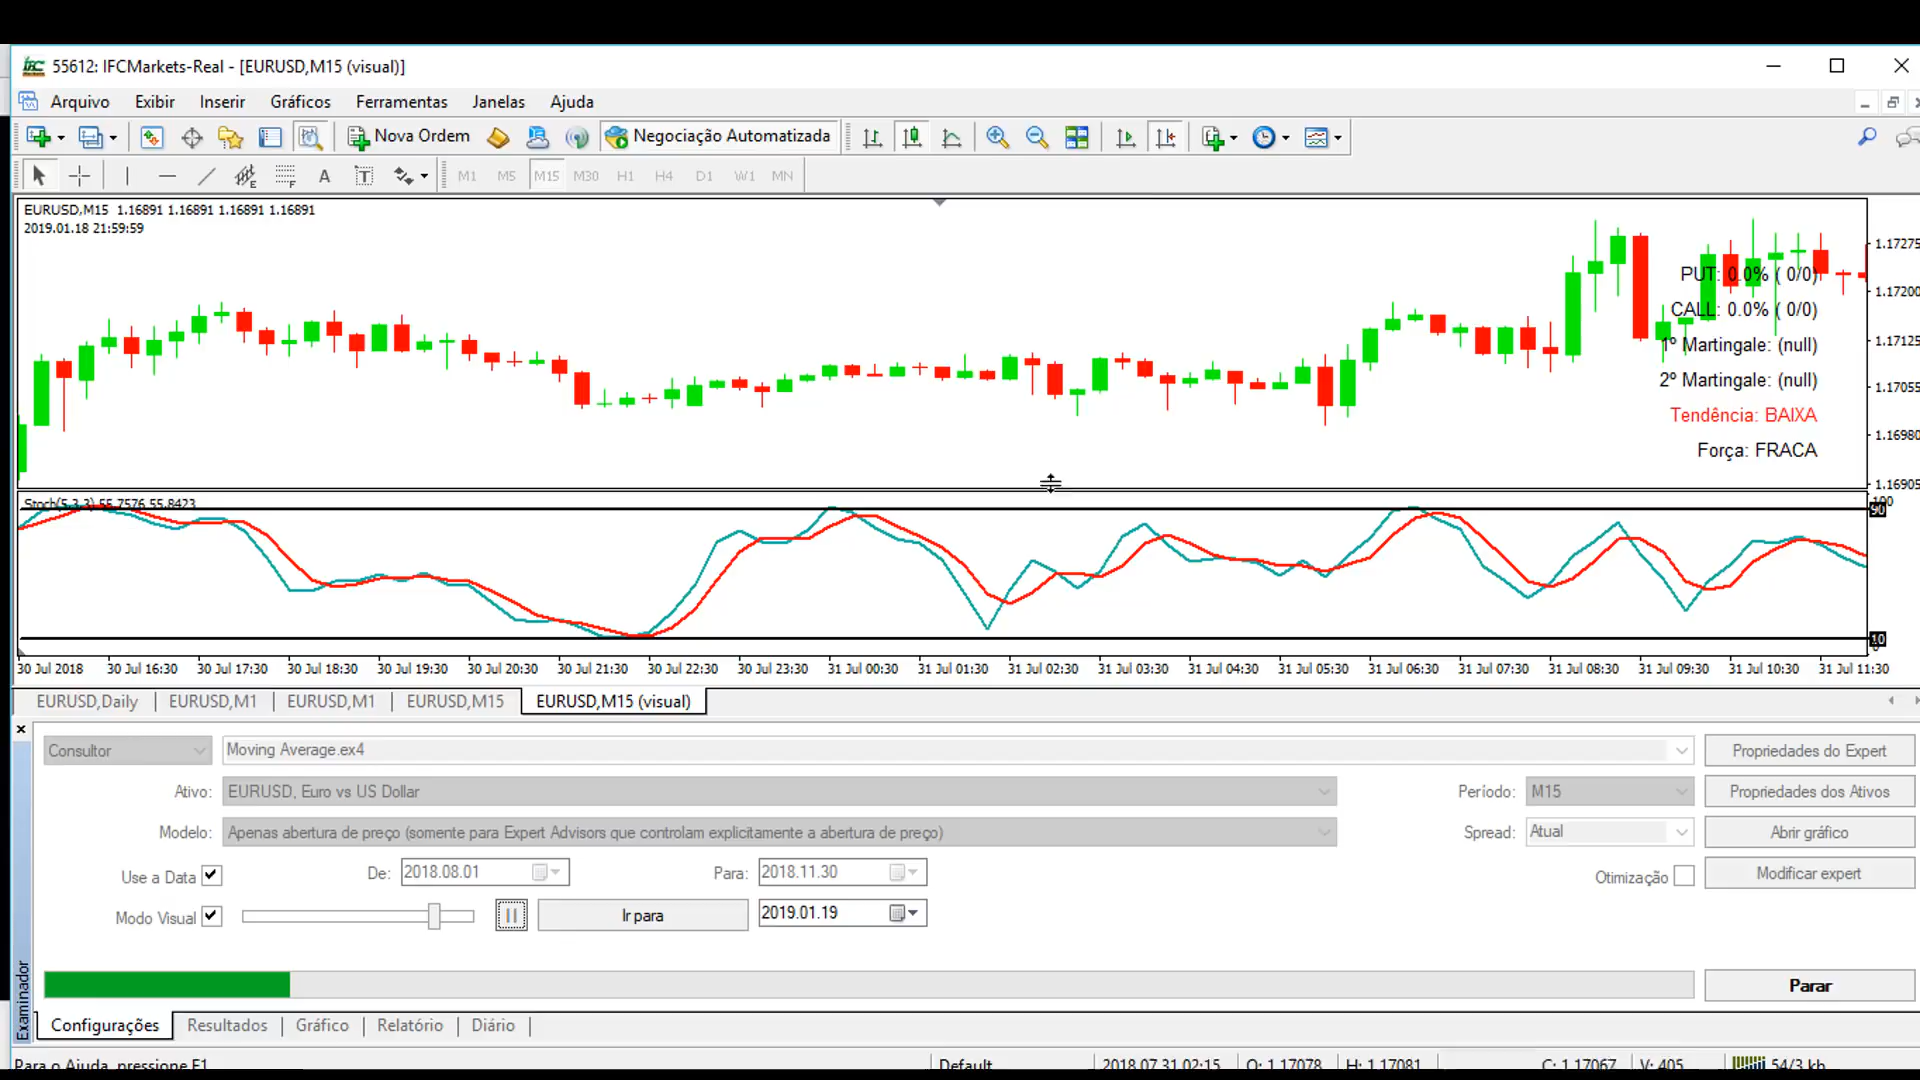 55612: IFCMarkets-Real - [EURUSD,M15 (visual)]
Arquivo Exibir Inserir Gráficos Ferramentas Janelas Ajuda
Nova Ordem Negociação Automatizada
M1 M5 M15 M30 H1 H4 D1 W1 MN
EURUSD,M15 1.16891 1.16891 1.16891 1.16891
2019.01.18 21:59:59
1.17275
PUT: 0.0% ( 0/0)
1.17200
CALL: 0.0% ( 0/0)
1º Martingale: (null)
1.17125
2º Martingale: (null)
1.17055
Tendência: BAIXA
1.16980
Força: FRACA
1.16905
Stoch(5,3,3) 55.7576 55.8423
100
90
10
0
30 Jul 2018 30 Jul 16:30 30 Jul 17:30 30 Jul 18:30 30 Jul 19:30 30 Jul 20:30 30 Jul 21:30 30 Jul 22:30 30 Jul 23:30 31 Jul 00:30 31 Jul 01:30 31 Jul 02:30 31 Jul 03:30 31 Jul 04:30 31 Jul 05:30 31 Jul 06:30 31 Jul 07:30 31 Jul 08:30 31 Jul 09:30 31 Jul 10:30 31 Jul 11:30
EURUSD,Daily EURUSD,M1 EURUSD,M1 EURUSD,M15 EURUSD,M15 (visual)
Consultor Moving Average.ex4 Propriedades do Expert
Ativo: EURUSD, Euro vs US Dollar Período: M15 Propriedades dos Ativos
Modelo: Apenas abertura de preço (somente para Expert Advisors que controlam explicitamente a abertura de preço) Spread: Atual Abrir gráfico
Use a Data De: 2018.08.01 Para: 2018.11.30 Otimização Modificar expert
Modo Visual Ir para 2019.01.19
Parar
Examinador
Configurações Resultados Gráfico Relatório Diário
Para o Ajuda, pressione F1 Default 2018.07.31 02:15 O: 1.17078 H: 1.17081 C: 1.17067 V: 405 54/3 kb